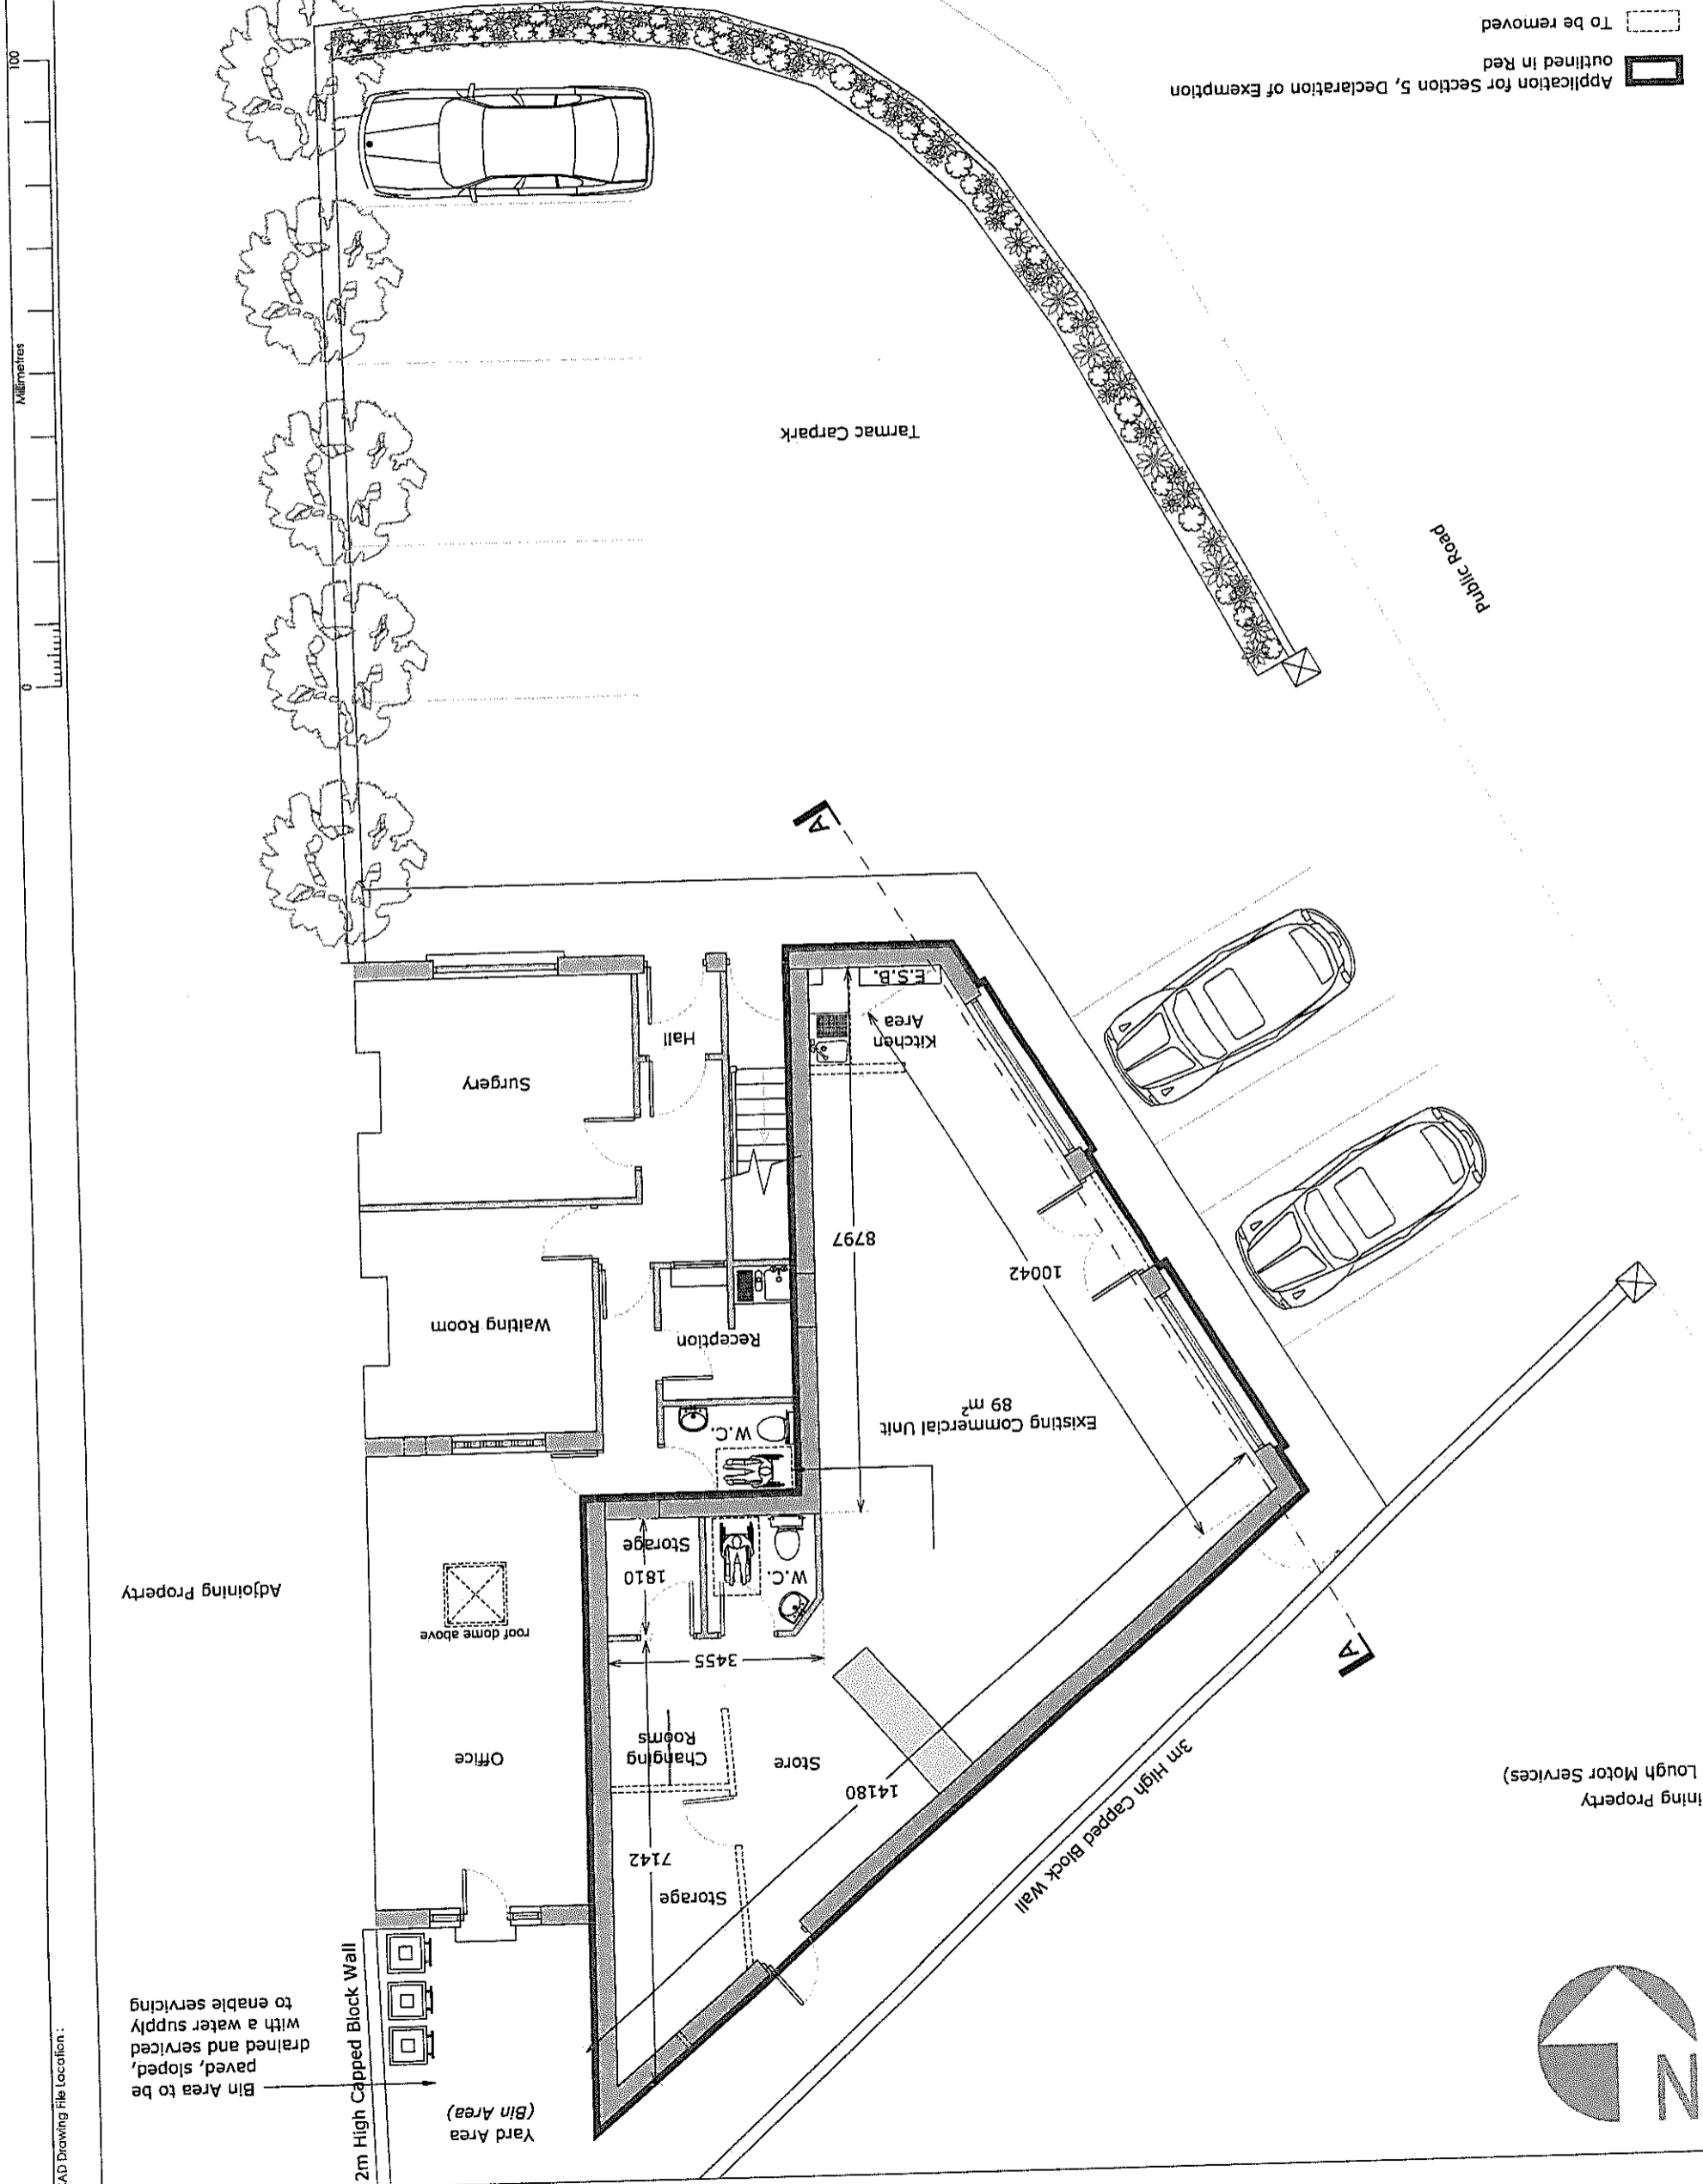 Yard Area
(Bin Area)
Bin Area to be
paved, sloped,
drained and serviced
with a water supply
to enable servicing
2m High Capped Block Wall
AD Drawing File Location :
N
ining Property
Lough Motor Services)
3m High Capped Block Wall
Storage
7142
14180
Store
Changing
Rooms
Office
3455
roof dome above
Adjoining Property
A
W.C.
1810
Storage
W.C.
Existing Commercial Unit
89 m²
Reception
Waiting Room
10042
8797
Surgery
Hall
Kitchen
Area
E.S.B.
A
Public Road
Tarmac Carpark
0
Millimetres
100
Application for Section 5, Declaration of Exemption
outlined in Red
To be removed